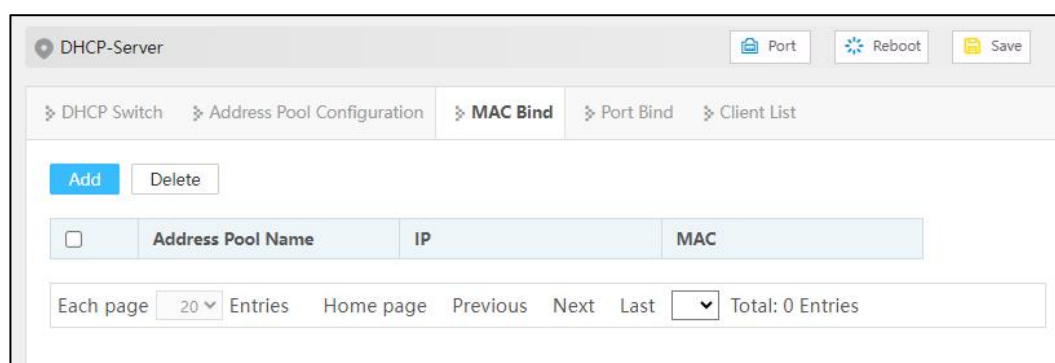 DHCP-Server Port Reboot Save
DHCP Switch Address Pool Configuration MAC Bind Port Bind Client List
Add Delete
Address Pool Name IP MAC
Each page 20 Entries Home page Previous Next Last Total: 0 Entries